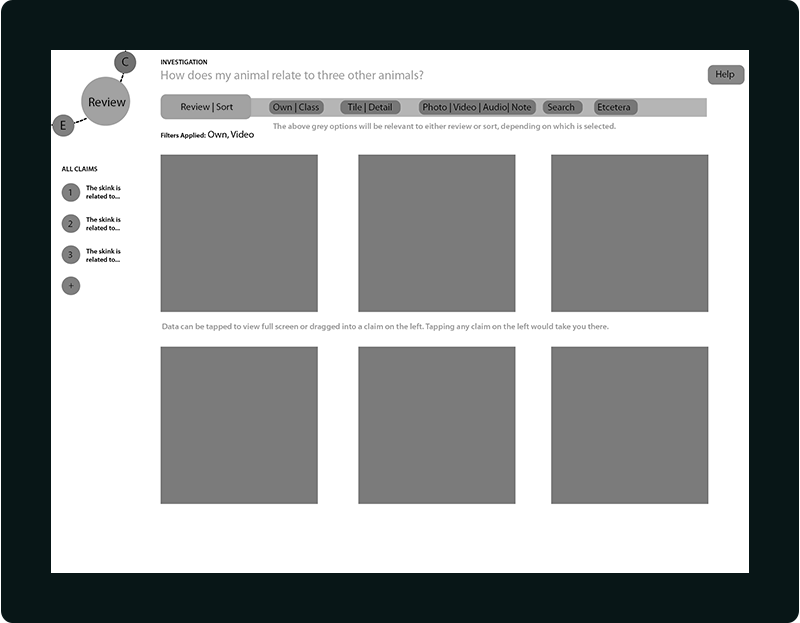 C
INVESTIGATION
How does my animal relate to three other animals?
Help
Review
Review | Sort
Own | Class
Tile | Detail
Photo | Video | Audio| Note
Search
Etcetera
E
The above grey options will be relevant to either review or sort, depending on which is selected.
Filters Applied: Own, Video
ALL CLAIMS
1
The skink is
related to...
2
The skink is
related to...
3
The skink is
related to...
+
Data can be tapped to view full screen or dragged into a claim on the left. Tapping any claim on the left would take you there.